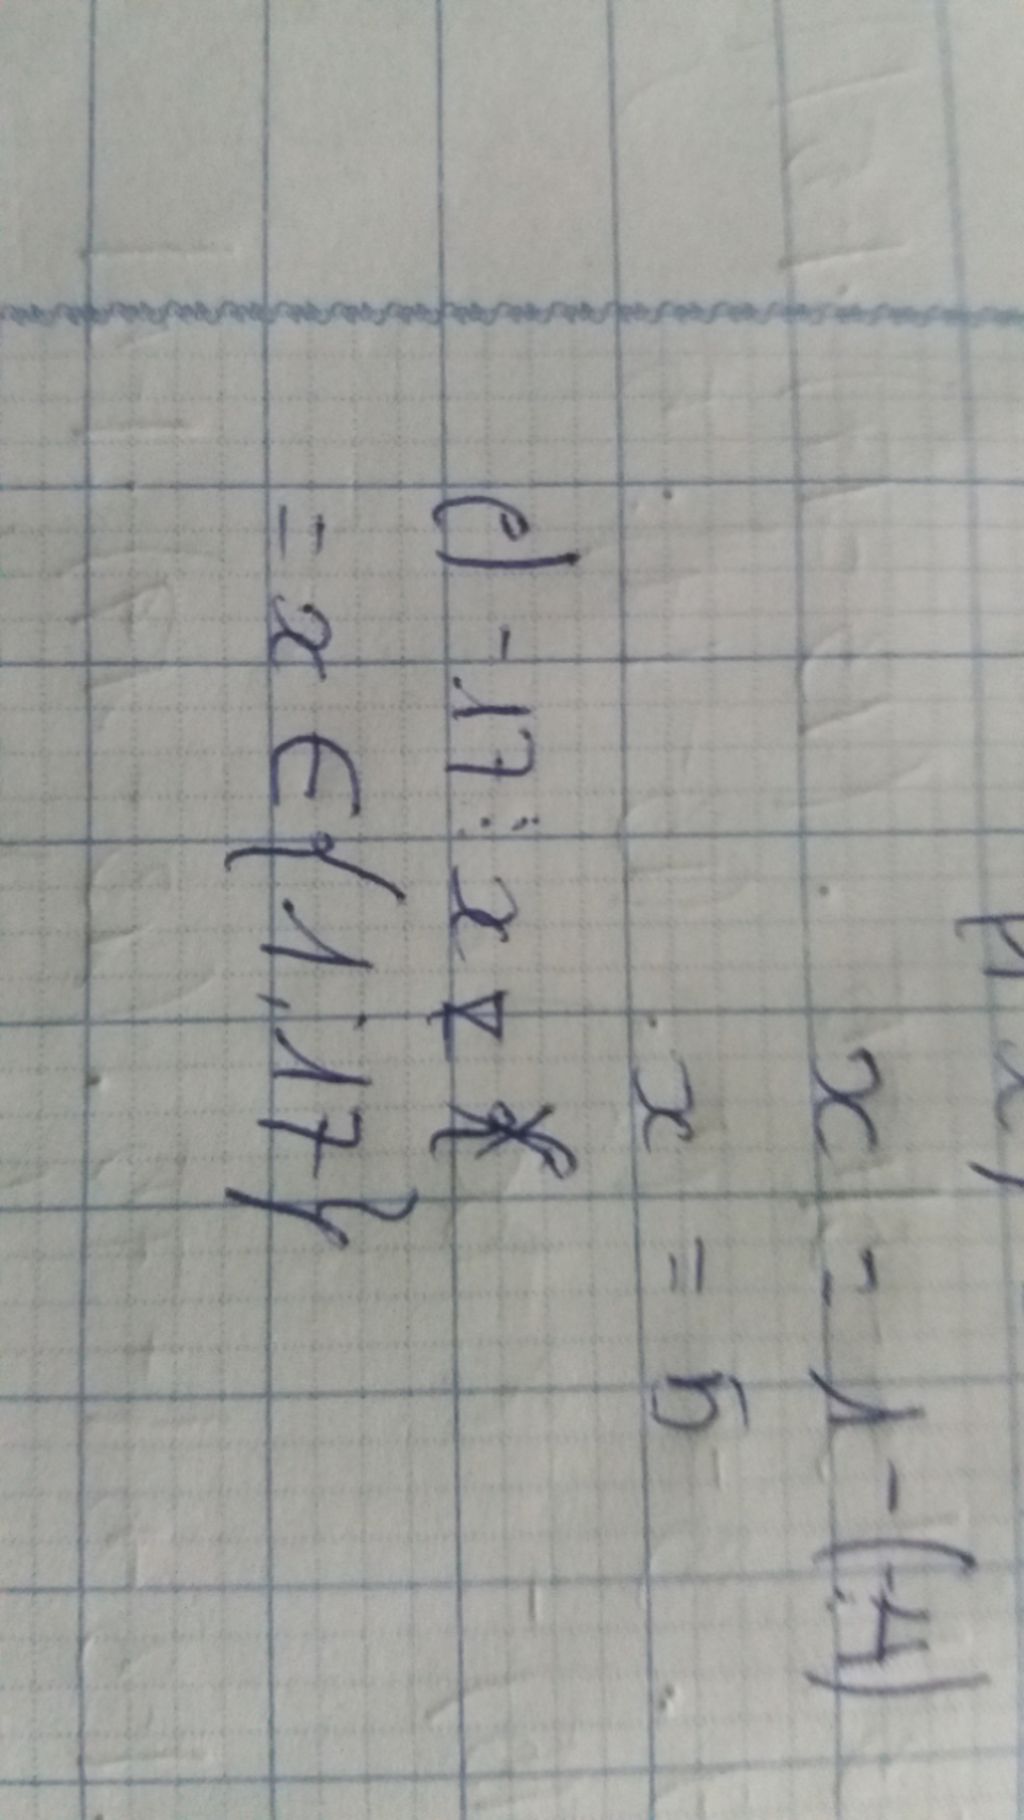 x = 1 - (-4)
x = 5
e) - 17 ⋮ x
= x ∈ {1, 17}